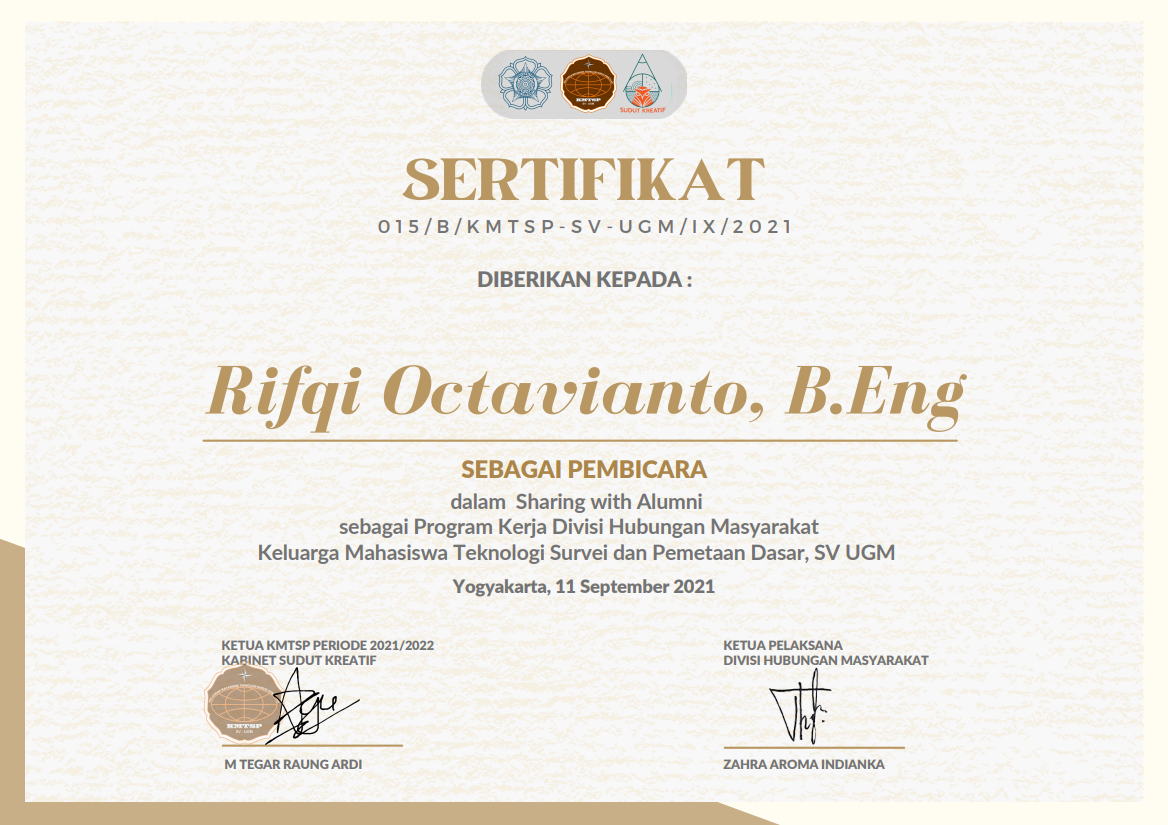 KMTSP
SV - UGM
SUDUT KREATIF
SERTIFIKAT
015/B/KMTSP-SV-UGM/IX/2021
DIBERIKAN KEPADA :
Rifqi Octavianto, B.Eng
SEBAGAI PEMBICARA
dalam  Sharing with Alumni
sebagai Program Kerja Divisi Hubungan Masyarakat
Keluarga Mahasiswa Teknologi Survei dan Pemetaan Dasar, SV UGM
Yogyakarta, 11 September 2021
KETUA KMTSP PERIODE 2021/2022
KABINET SUDUT KREATIF
KMTSP
SV - UGM
M TEGAR RAUNG ARDI
KETUA PELAKSANA
DIVISI HUBUNGAN MASYARAKAT
ZAHRA AROMA INDIANKA